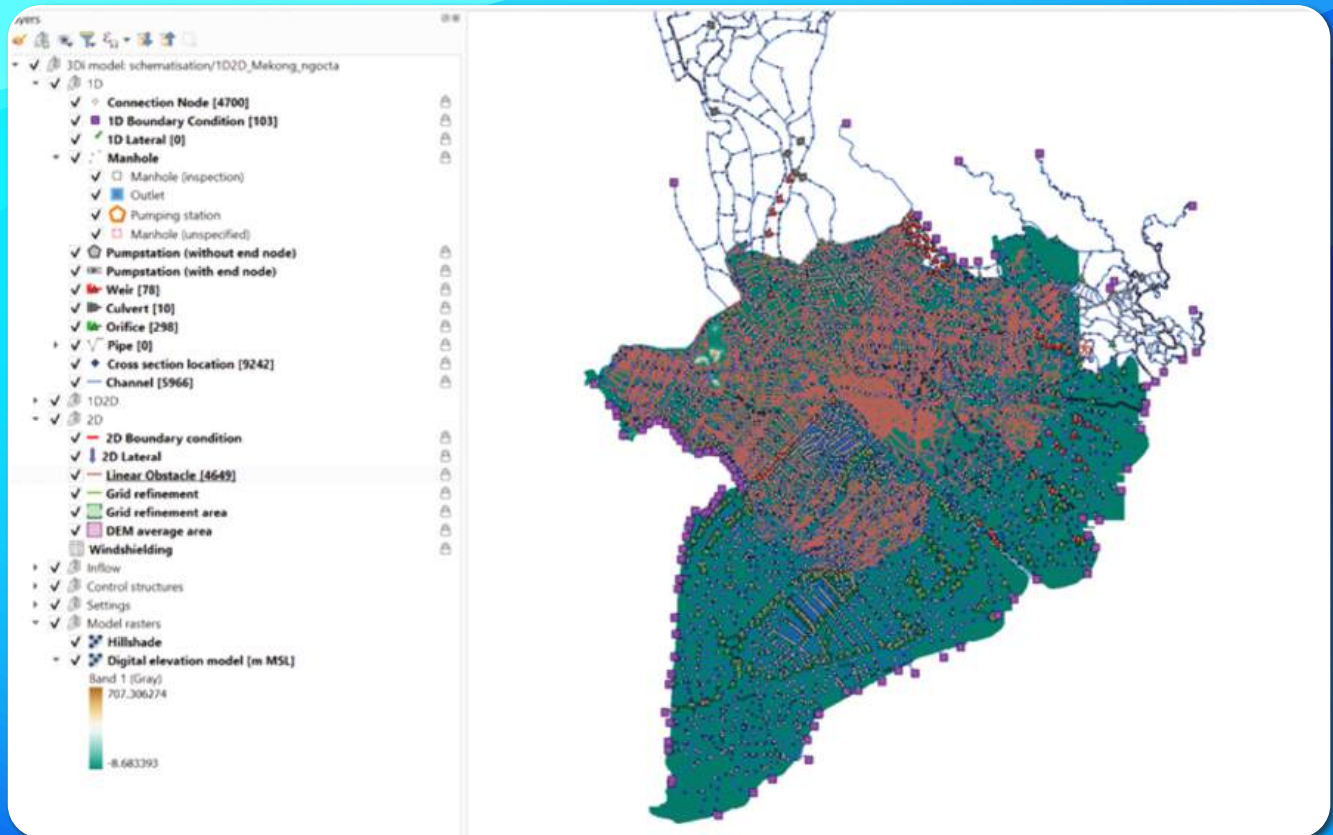 ayers
3Di model: schematisation/1D2D_Mekong_ngocta
1D
Connection Node [4700]
1D Boundary Condition [103]
1D Lateral [0]
Manhole
Manhole (inspection)
Outlet
Pumping station
Manhole (unspecified)
Pumpstation (without end node)
Pumpstation (with end node)
Weir [78]
Culvert [10]
Orifice [298]
Pipe [0]
Cross section location [9242]
Channel [5966]
1D2D
2D
2D Boundary condition
2D Lateral
Linear Obstacle [4649]
Grid refinement
Grid refinement area
DEM average area
Windshielding
Inflow
Control structures
Settings
Model rasters
Hillshade
Digital elevation model [m MSL]
Band 1 (Gray)
707.306274
-8.683393